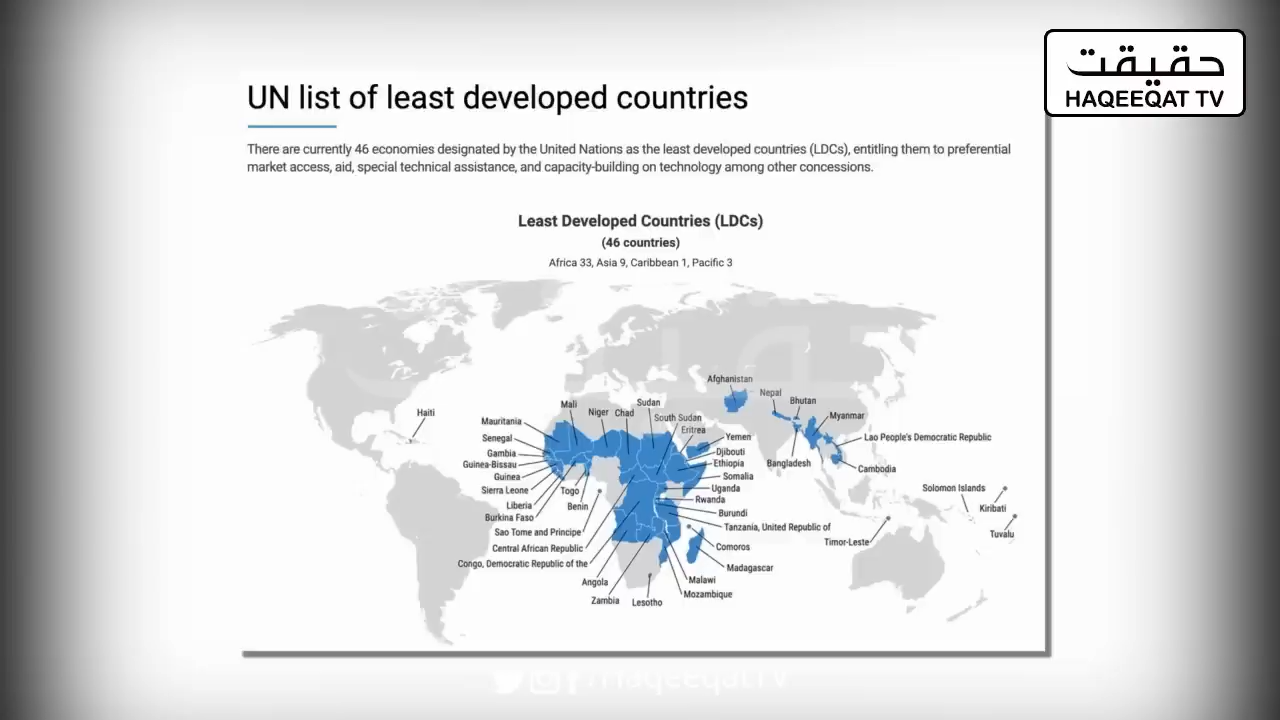 حقيقت
HAQEEQAT TV
UN list of least developed countries
There are currently 46 economies designated by the United Nations as the least developed countries (LDCs), entitling them to preferential
market access, aid, special technical assistance, and capacity-building on technology among other concessions.
Least Developed Countries (LDCs)
(46 countries)
Africa 33, Asia 9, Caribbean 1, Pacific 3
Haiti
Mauritania
Senegal
Gambia
Guinea-Bissau
Guinea
Sierra Leone
Liberia
Burkina Faso
Sao Tome and Principe
Central African Republic
Congo, Democratic Republic of the
Angola
Zambia
Lesotho
Mali
Niger
Chad
Sudan
South Sudan
Eritrea
Togo
Benin
Yemen
Djibouti
Ethiopia
Somalia
Uganda
Rwanda
Burundi
Tanzania, United Republic of
Comoros
Madagascar
Malawi
Mozambique
Afghanistan
Nepal
Bhutan
Myanmar
Lao People's Democratic Republic
Bangladesh
Cambodia
Solomon Islands
Kiribati
Tuvalu
Timor-Leste
/HaqeeqatTV